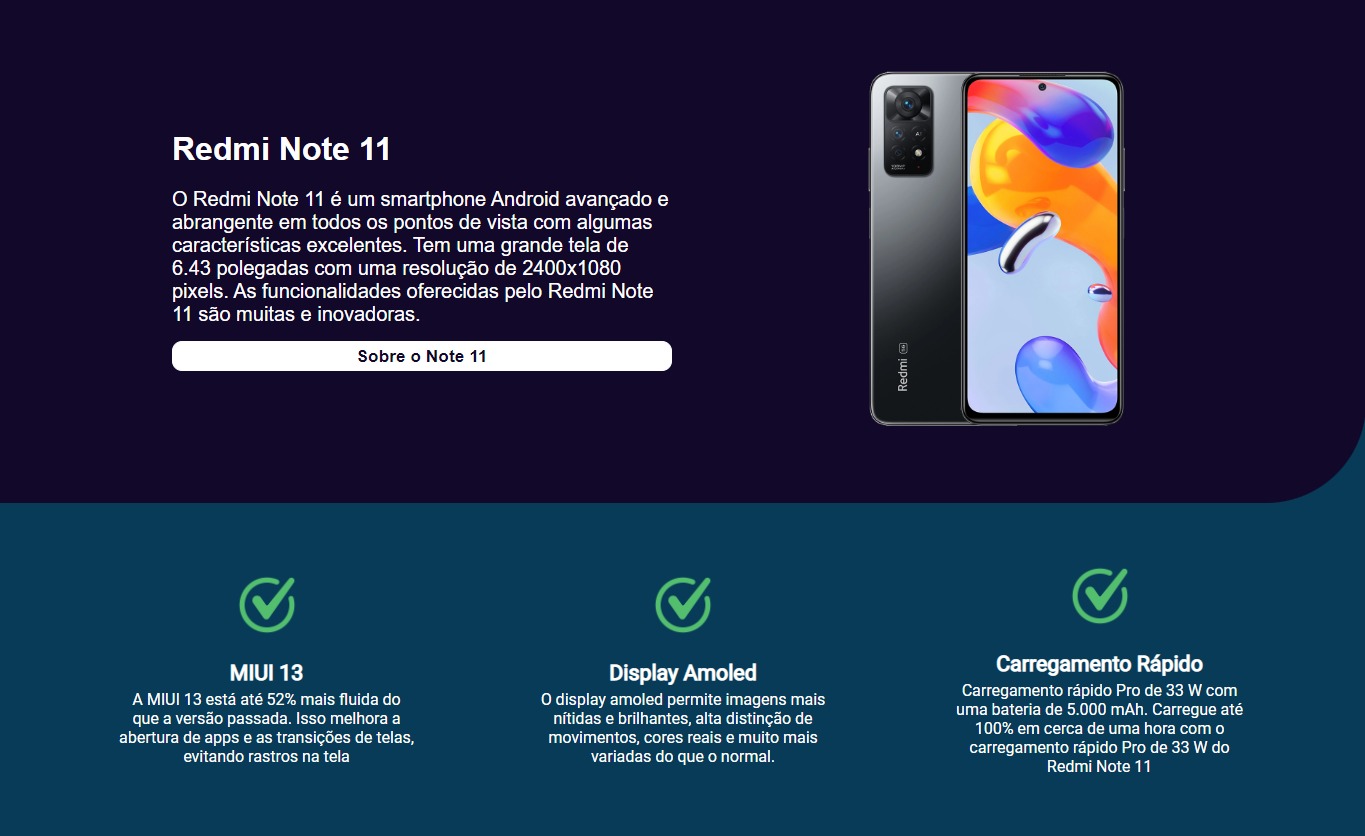 Redmi Note 11
O Redmi Note 11 é um smartphone Android avançado e
abrangente em todos os pontos de vista com algumas
características excelentes. Tem uma grande tela de
6.43 polegadas com uma resolução de 2400x1080
pixels. As funcionalidades oferecidas pelo Redmi Note
11 são muitas e inovadoras.
Sobre o Note 11
AI
Redmi
MIUI 13
A MIUI 13 está até 52% mais fluida do
que a versão passada. Isso melhora a
abertura de apps e as transições de telas,
evitando rastros na tela
Display Amoled
O display amoled permite imagens mais
nítidas e brilhantes, alta distinção de
movimentos, cores reais e muito mais
variadas do que o normal.
Carregamento Rápido
Carregamento rápido Pro de 33 W com
uma bateria de 5.000 mAh. Carregue até
100% em cerca de uma hora com o
carregamento rápido Pro de 33 W do
Redmi Note 11